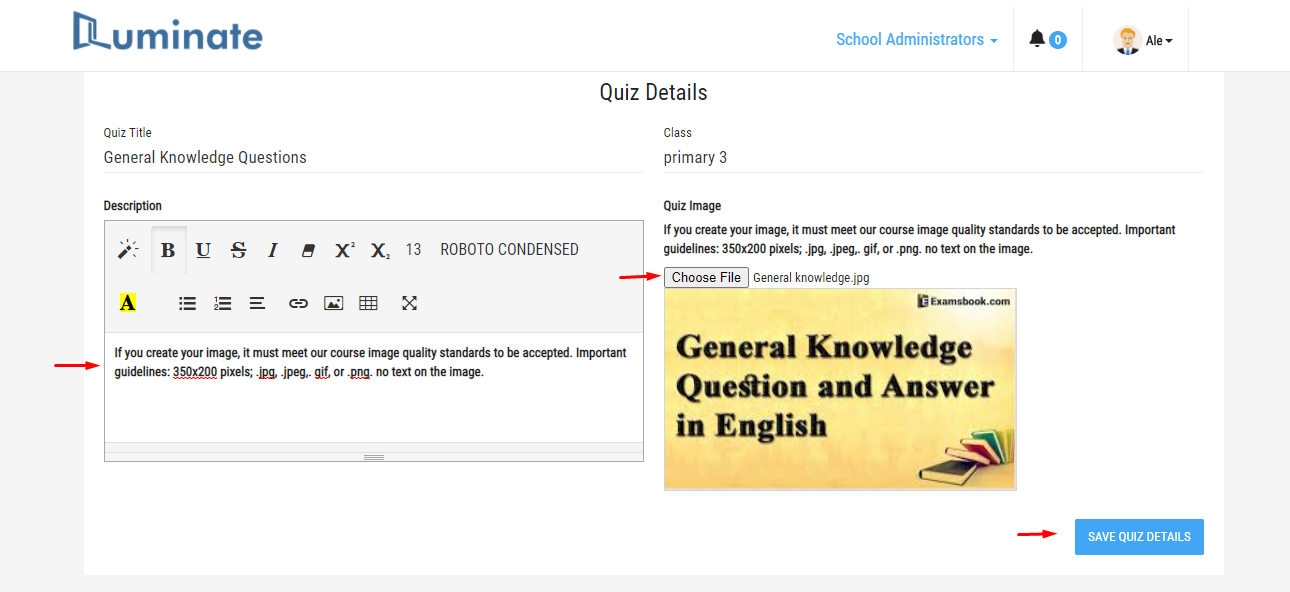 Luminate
School Administrators
0
Ale
Quiz Details
Quiz Title
General Knowledge Questions
Class
primary 3
Description
B U S I X² X₂ 13 ROBOTO CONDENSED
A
If you create your image, it must meet our course image quality standards to be accepted. Important
guidelines: 350x200 pixels; .jpg, .jpeg,. gif, or .png. no text on the image.
Quiz Image
If you create your image, it must meet our course image quality standards to be accepted. Important
guidelines: 350x200 pixels; .jpg, .jpeg,. gif, or .png. no text on the image.
Choose File General knowledge.jpg
Examsbook.com
General Knowledge
Question and Answer
in English
SAVE QUIZ DETAILS